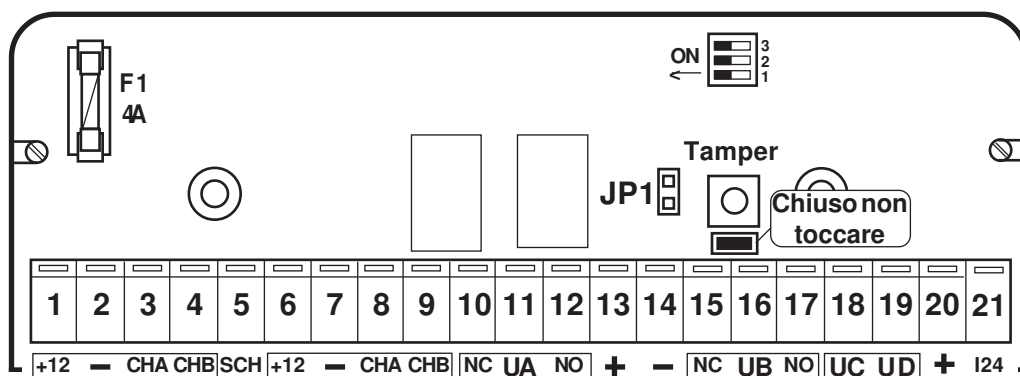 F1
4A
ON
<
3
2
1
JP1
Tamper
Chiuso non
toccare
1 2 3 4 5 6 7 8 9 10 11 12 13 14 15 16 17 18 19 20 21
+12 − CHA CHB SCH +12 − CHA CHB NC UA NO + − NC UB NO UC UD + I24